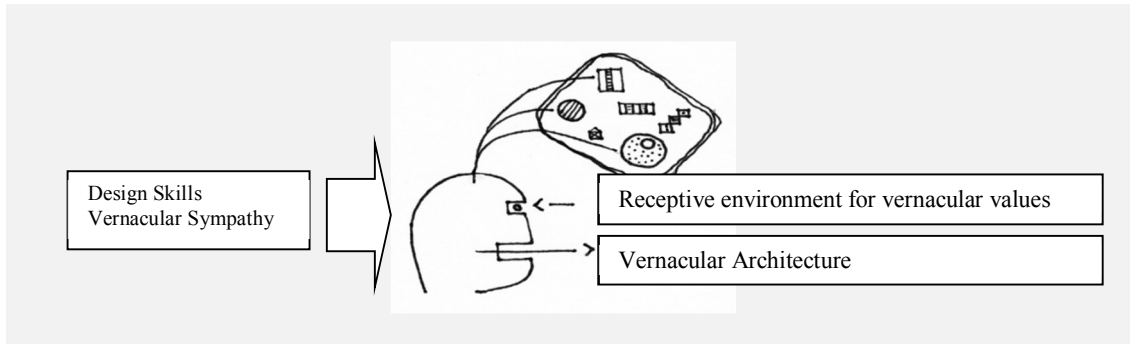 Design Skills
Vernacular Sympathy
Receptive environment for vernacular values
Vernacular Architecture